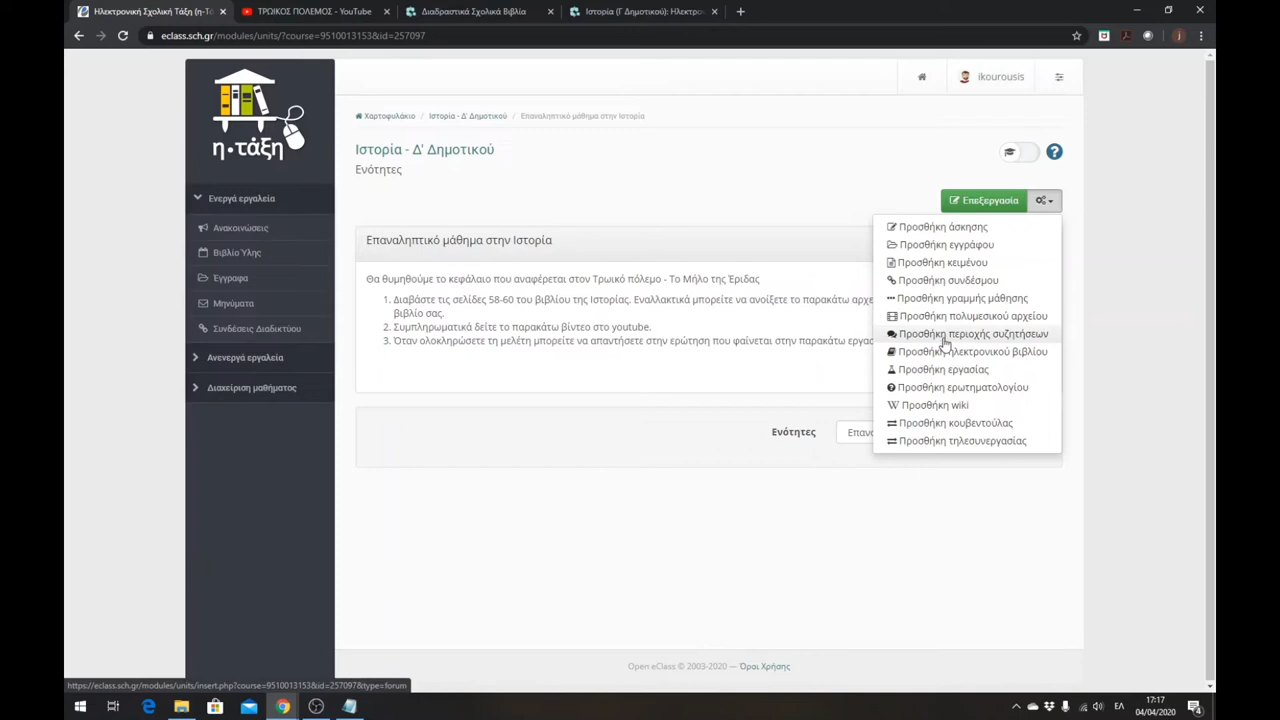 Ηλεκτρονική Σχολική Τάξη (η-Τ
ΤΡΩΙΚΟΣ ΠΟΛΕΜΟΣ - YouTube
Διαδραστικά Σχολικά Βιβλία
Ιστορία (Γ Δημοτικού): Ηλεκτρο
eclass.sch.gr/modules/units/?course=9510013153&id=257097
η·τάξη
ikourousis
Χαρτοφυλάκιο / Ιστορία - Δ' Δημοτικού / Επαναληπτικό μάθημα στην Ιστορία
Ιστορία - Δ' Δημοτικού
Ενότητες
Επεξεργασία
Ενεργά εργαλεία
Ανακοινώσεις
Βιβλίο Ύλης
Έγγραφα
Μηνύματα
Συνδέσεις Διαδικτύου
Ανενεργά εργαλεία
Διαχείριση μαθήματος
Επαναληπτικό μάθημα στην Ιστορία
Θα θυμηθούμε το κεφάλαιο που αναφέρεται στον Τρωικό πόλεμο - Το Μήλο της Έριδας
1. Διαβάστε τις σελίδες 58-60 του βιβλίου της Ιστορίας. Εναλλακτικά μπορείτε να ανοίξετε το παρακάτω αρχε
βιβλίο σας.
2. Συμπληρωματικά δείτε το παρακάτω βίντεο στο youtube.
3. Όταν ολοκληρώσετε τη μελέτη μπορείτε να απαντήσετε στην ερώτηση που φαίνεται στην παρακάτω εργασ
Ενότητες
Επανα
Προσθήκη άσκησης
Προσθήκη εγγράφου
Προσθήκη κειμένου
Προσθήκη συνδέσμου
Προσθήκη γραμμής μάθησης
Προσθήκη πολυμεσικού αρχείου
Προσθήκη περιοχής συζητήσεων
Προσθήκη ηλεκτρονικού βιβλίου
Προσθήκη εργασίας
Προσθήκη ερωτηματολογίου
Προσθήκη wiki
Προσθήκη κουβεντούλας
Προσθήκη τηλεσυνεργασίας
Open eClass © 2003-2020 — Όροι Χρήσης
https://eclass.sch.gr/modules/units/insert.php?course=9510013153&id=257097&type=forum
ΕΛ
17:17
04/04/2020
4